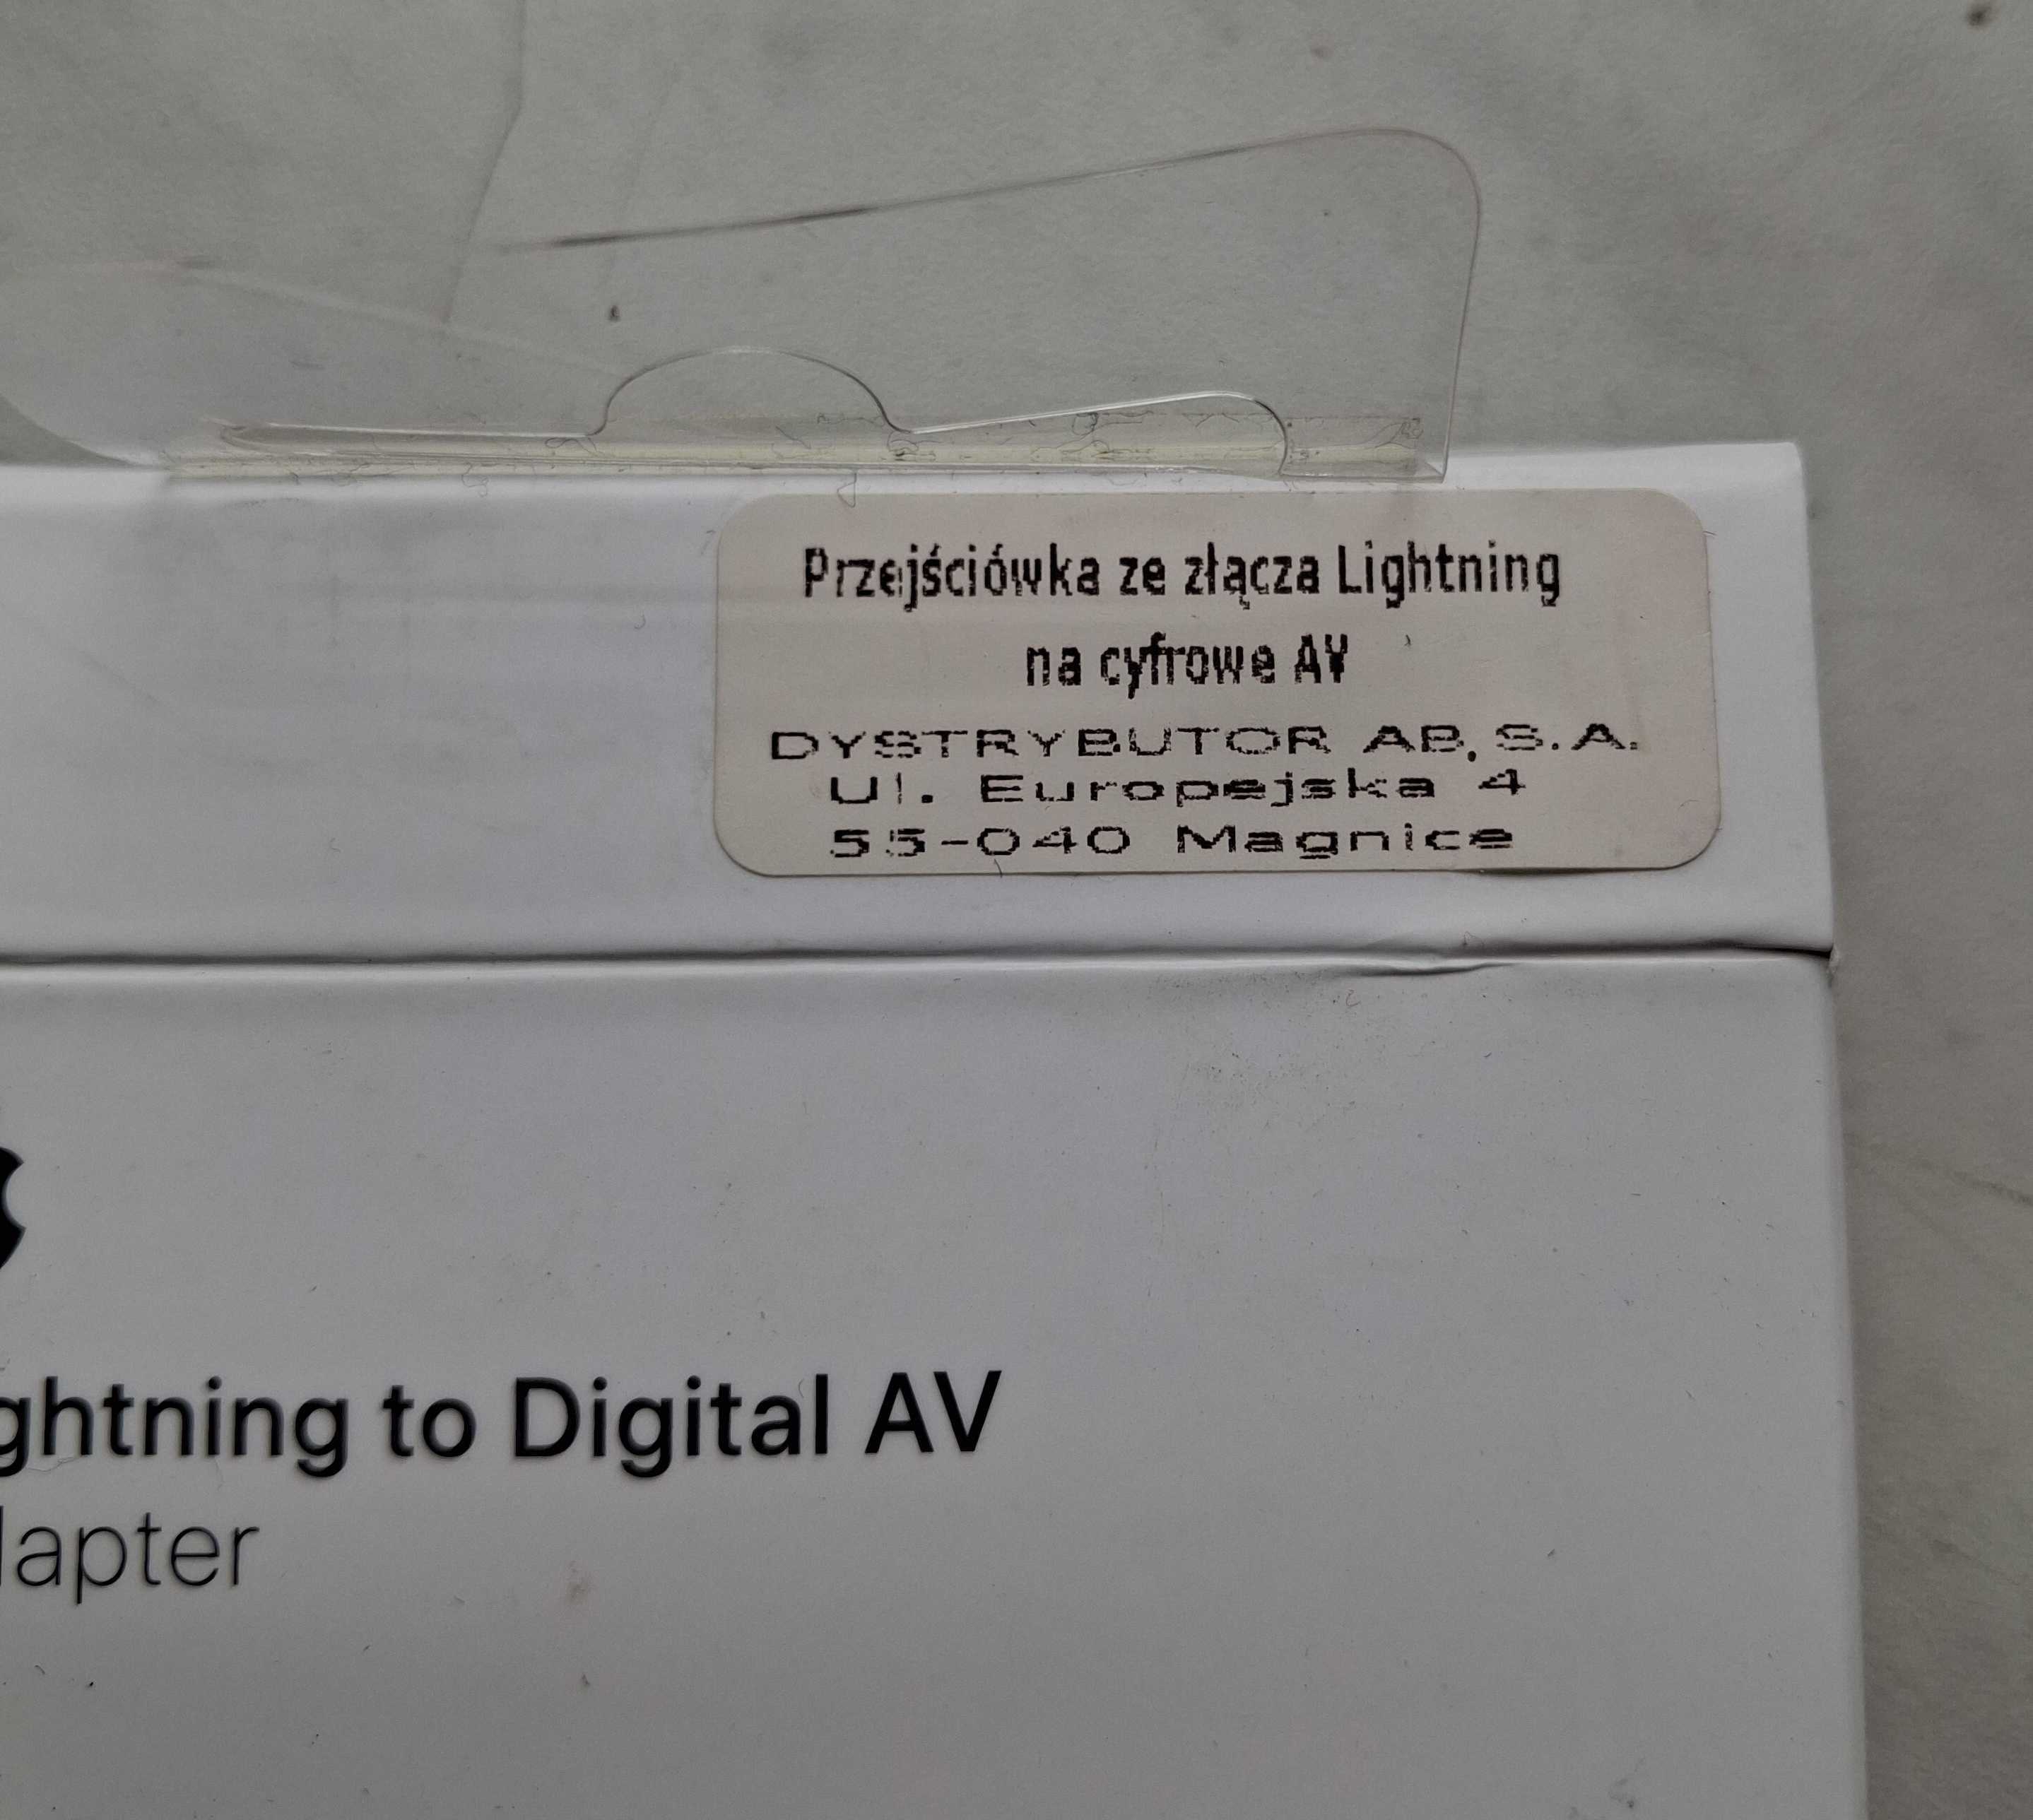 Przejściówka ze złącza Lightning
na cyfrowe AV
DYSTRYBUTOR AB, S.A.
Ul. Europejska 4
55-040 Magnice
ghtning to Digital AV
dapter